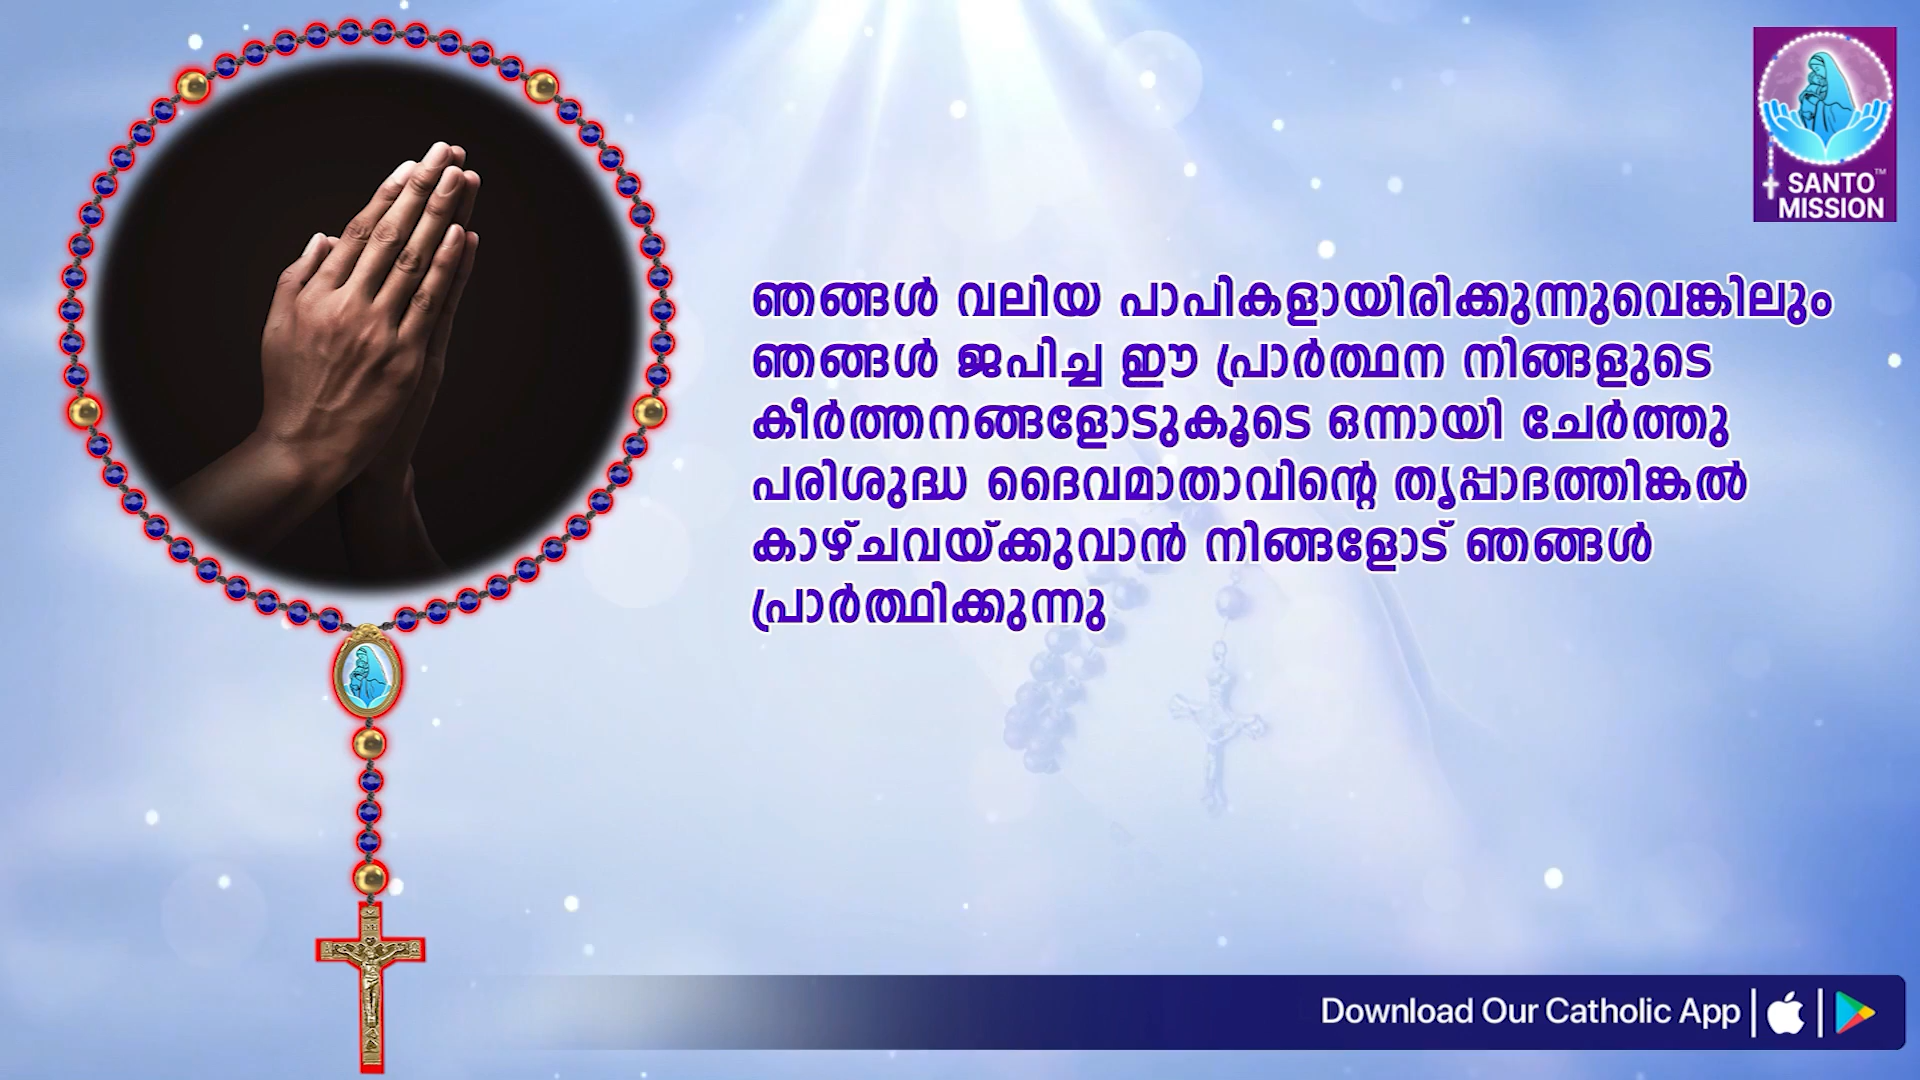 SANTO™
MISSION
ഞങ്ങൾ വലിയ പാപികളായിരിക്കുന്നുവെങ്കിലും
ഞങ്ങൾ ജപിച്ച ഈ പ്രാർത്ഥന നിങ്ങളുടെ
കീർത്തനങ്ങളോടുകൂടെ ഒന്നായി ചേർത്തു
പരിശുദ്ധ ദൈവമാതാവിന്റെ തൃപ്പാദത്തിങ്കൽ
കാഴ്ചവയ്ക്കുവാൻ നിങ്ങളോട് ഞങ്ങൾ
പ്രാർത്ഥിക്കുന്നു
Download Our Catholic App